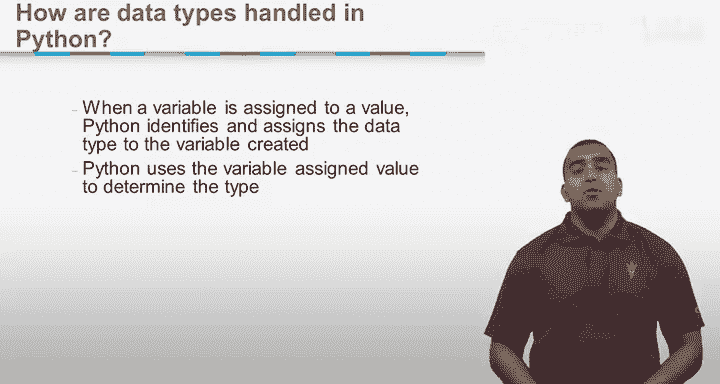 How are data types handled in
Python?
- When a variable is assigned to a value,
Python identifies and assigns the data
type to the variable created
- Python uses the variable assigned value
to determine the type